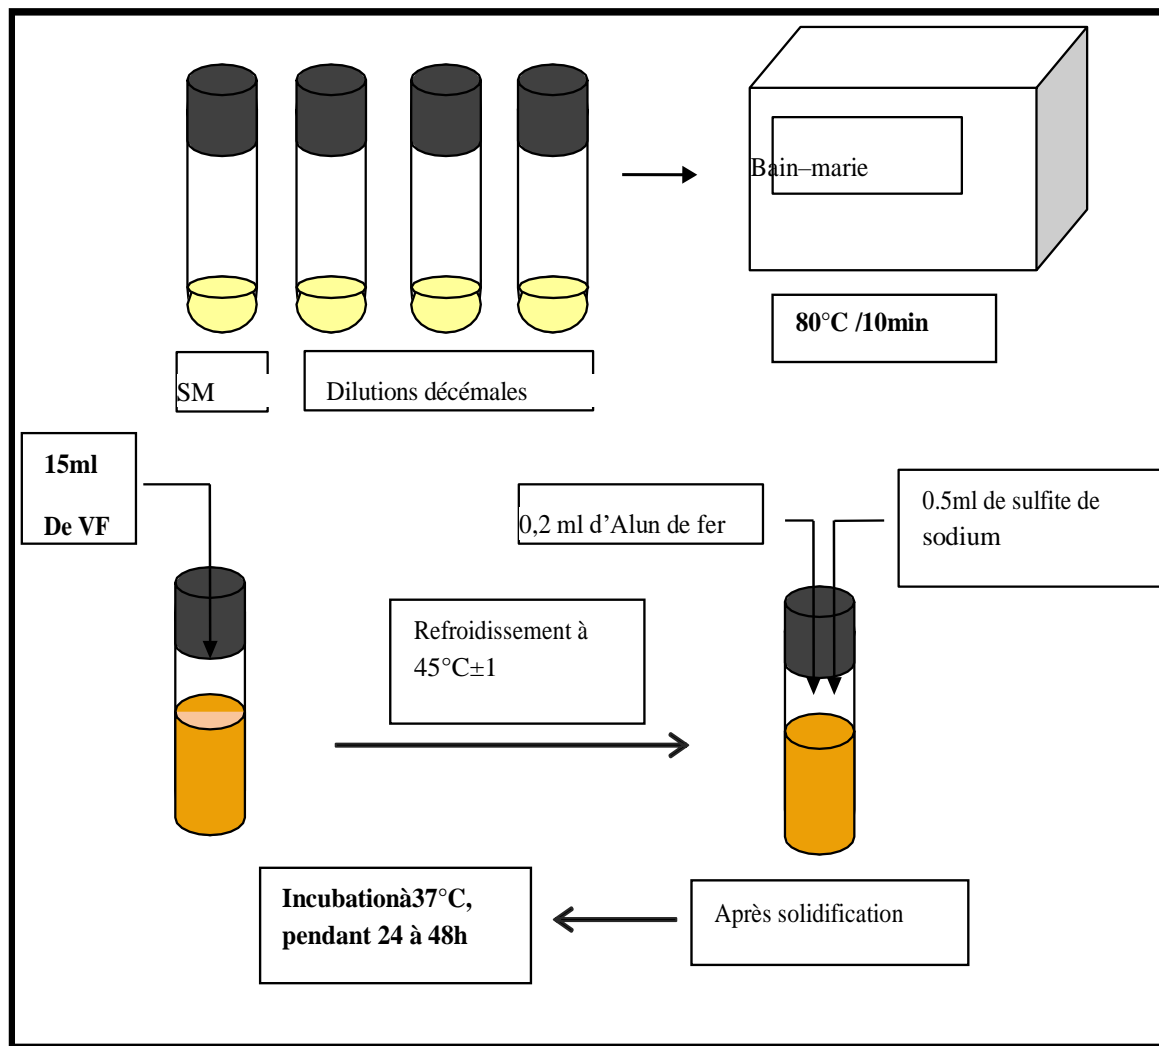 Bain–marie
80°C /10min
SM
Dilutions décémales
15ml
De VF
0,2 ml d’Alun de fer
0.5ml de sulfite de
sodium
Refroidissement à
45°C±1
Incubationà37°C,
pendant 24 à 48h
Après solidification